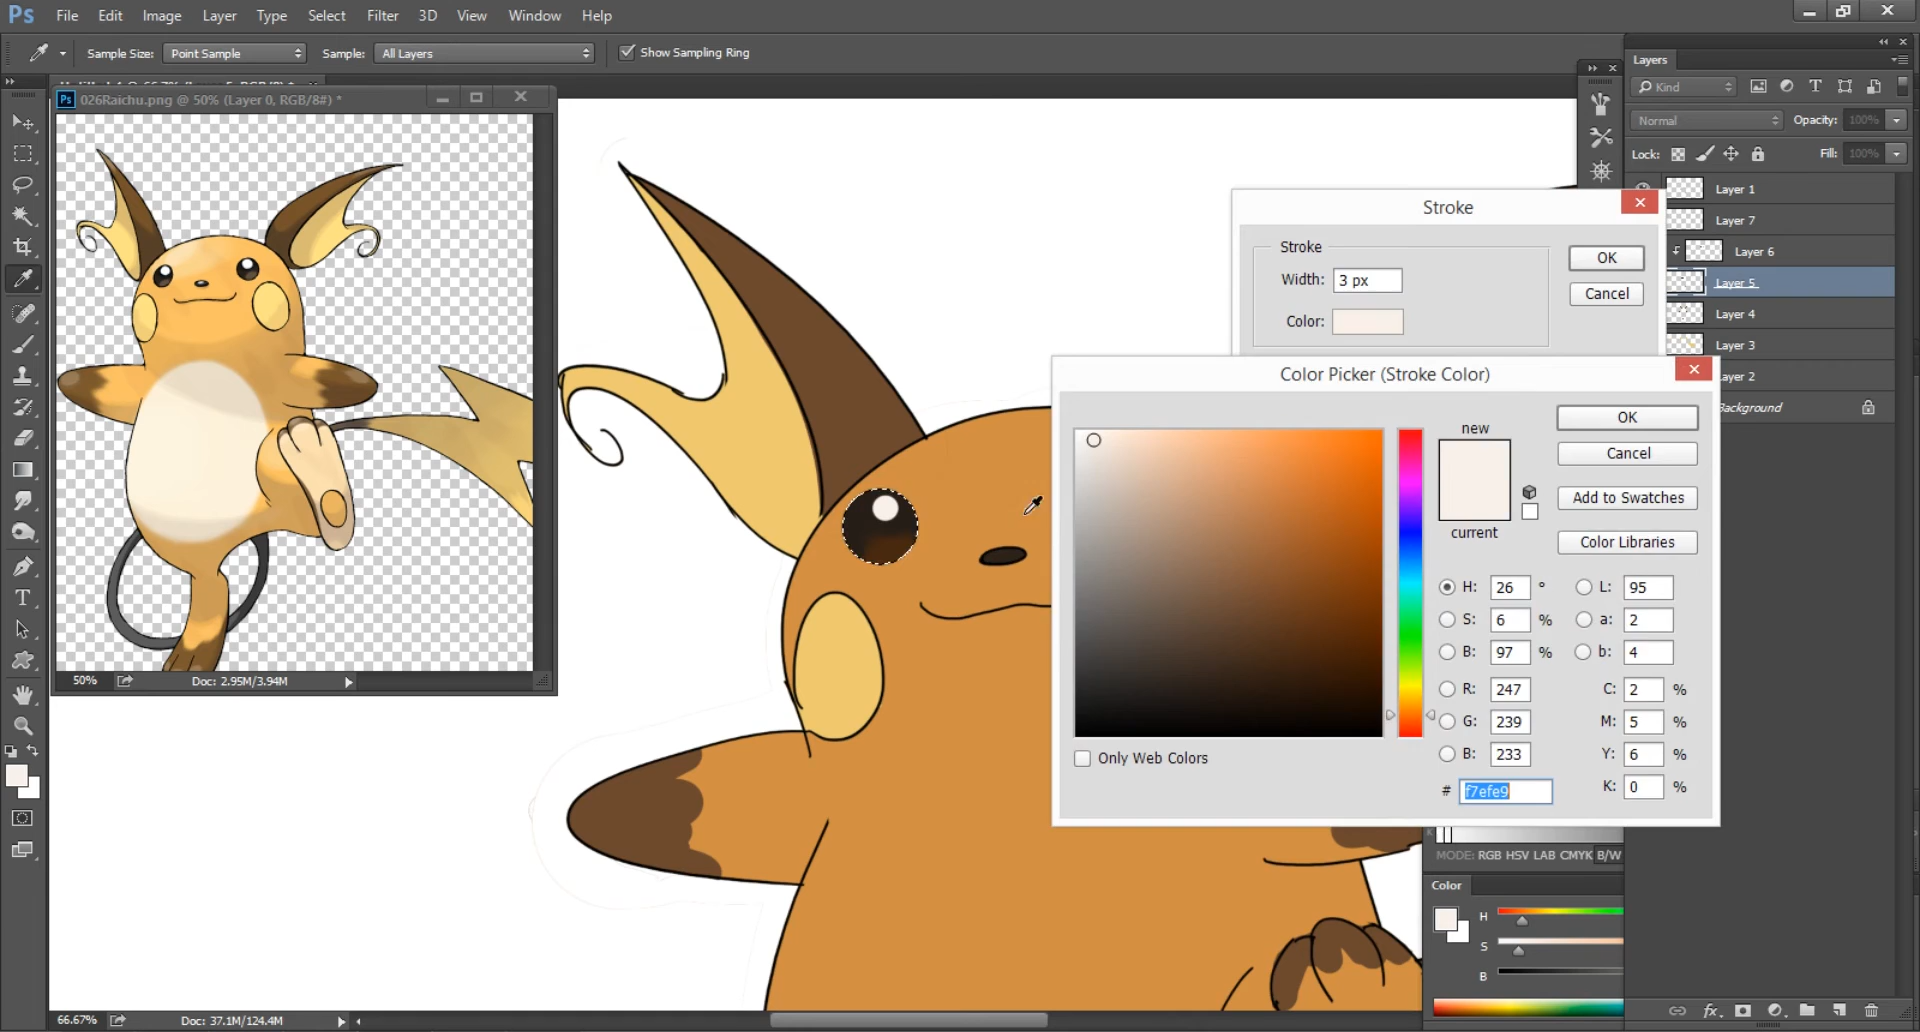 Ps File Edit Image Layer Type Select Filter 3D View Window Help
Sample Size: Point Sample Sample: All Layers Show Sampling Ring
Ps 026Raichu.png @ 50% (Layer 0, RGB/8#) *
50% Doc: 2.95M/3.94M
Layers
Kind
Normal Opacity: 100%
Lock: Fill: 100%
Layer 1
Layer 7
Layer 6
Layer 5
Layer 4
Layer 3
ayer 2
Background
Stroke
Stroke
Width: 3 px
Color:
OK
Cancel
Color Picker (Stroke Color)
new
current
OK
Cancel
Add to Swatches
Color Libraries
H: 26 ° L: 95
S: 6 % a: 2
B: 97 % b: 4
R: 247 C: 2 %
G: 239 M: 5 %
B: 233 Y: 6 %
# f7efe9 K: 0 %
Only Web Colors
MODE: RGB HSV LAB CMYK B/W
Color
H
S
B
T
66.67% Doc: 37.1M/124.4M